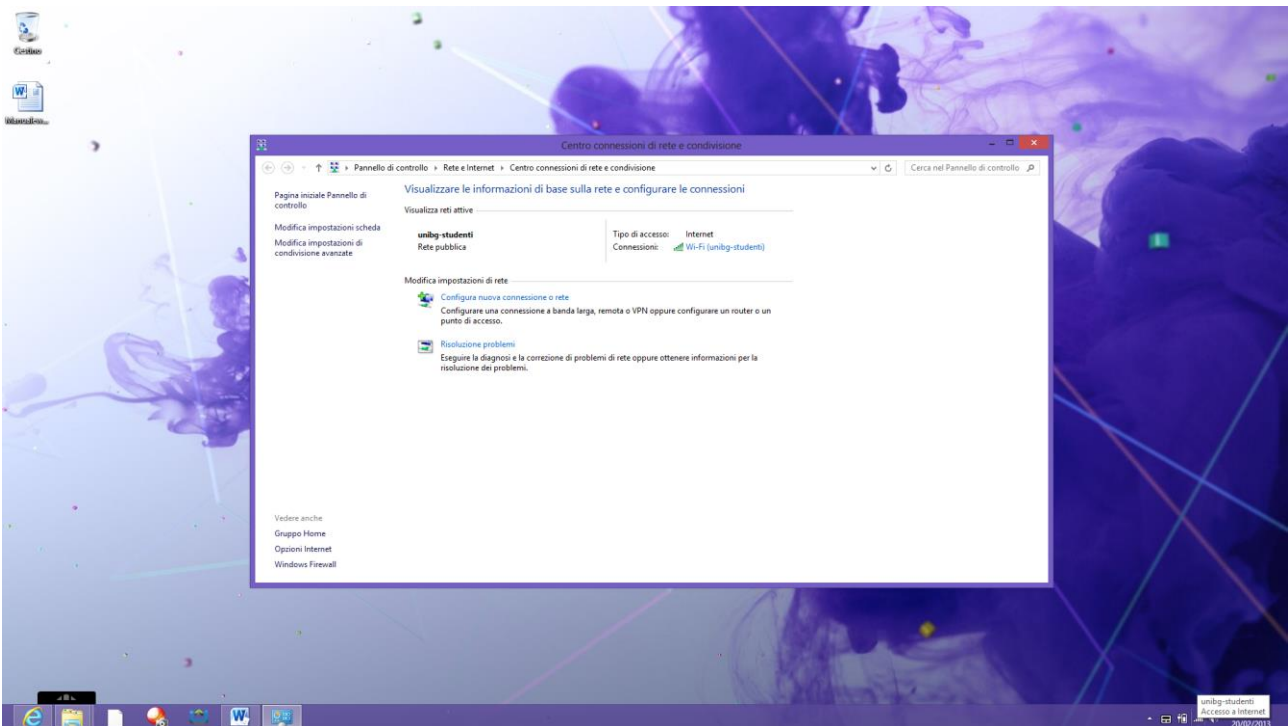 Cestino
Centro connessioni di rete e condivisione
Pannello di controllo
Rete e Internet
Centro connessioni di rete e condivisione
Cerca nel Pannello di controllo
Pagina iniziale Pannello di
controllo
Modifica impostazioni scheda
Modifica impostazioni di
condivisione avanzate
Visualizzare le informazioni di base sulla rete e configurare le connessioni
Visualizza reti attive
unibg-studenti
Rete pubblica
Tipo di accesso: Internet
Connessioni: Wi-Fi (unibg-studenti)
Modifica impostazioni di rete
Configura nuova connessione o rete
Configurare una connessione a banda larga, remota o VPN oppure configurare un router o un
punto di accesso.
Risoluzione problemi
Eseguire la diagnosi e la correzione di problemi di rete oppure ottenere informazioni per la
risoluzione dei problemi.
Vedere anche
Gruppo Home
Opzioni Internet
Windows Firewall
unibg-studenti
Accesso a Internet
20/02/2013